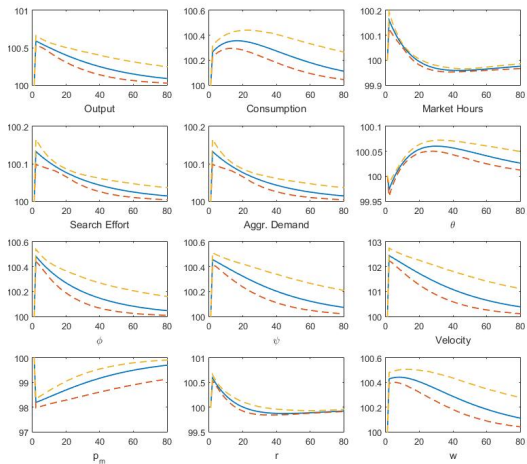 101
100.5
100
0 20 40 60 80
Output
100.6
100.4
100.2
100
0 20 40 60 80
Consumption
100.2
100.1
100
99.9
0 20 40 60 80
Market Hours
100.2
100.1
100
0 20 40 60 80
Search Effort
100.2
100.1
100
0 20 40 60 80
Aggr. Demand
100.1
100.05
100
99.95
0 20 40 60 80
θ
100.6
100.4
100.2
100
0 20 40 60 80
ϕ
100.6
100.4
100.2
100
0 20 40 60 80
ψ
103
102
101
100
0 20 40 60 80
Velocity
100
99
98
97
0 20 40 60 80
p_m
101
100.5
100
99.5
0 20 40 60 80
r
100.6
100.4
100.2
100
0 20 40 60 80
w